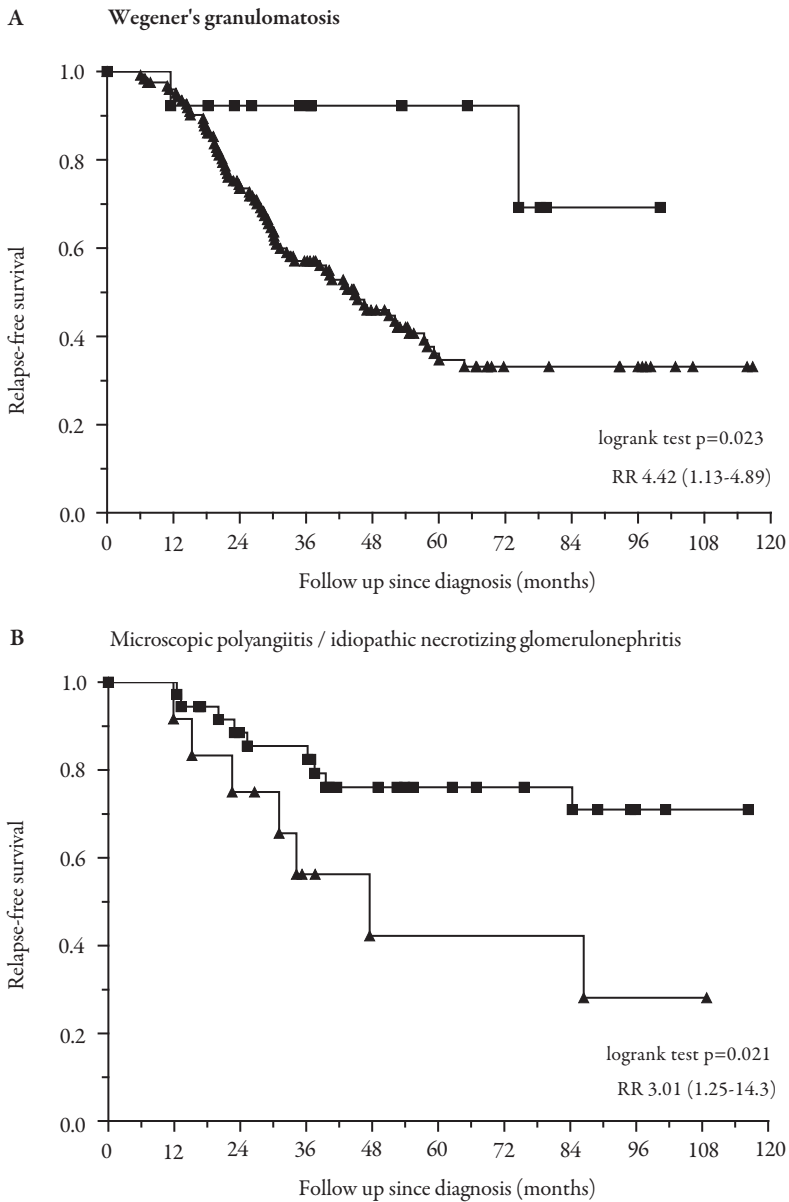 A Wegener's granulomatosis
1.0
0.8
0.6
0.4
0.2
0.0
Relapse-free survival
logrank test p=0.023
RR 4.42 (1.13-4.89)
0 12 24 36 48 60 72 84 96 108 120
Follow up since diagnosis (months)
B Microscopic polyangiitis / idiopathic necrotizing glomerulonephritis
1.0
0.8
0.6
0.4
0.2
0.0
Relapse-free survival
logrank test p=0.021
RR 3.01 (1.25-14.3)
0 12 24 36 48 60 72 84 96 108 120
Follow up since diagnosis (months)